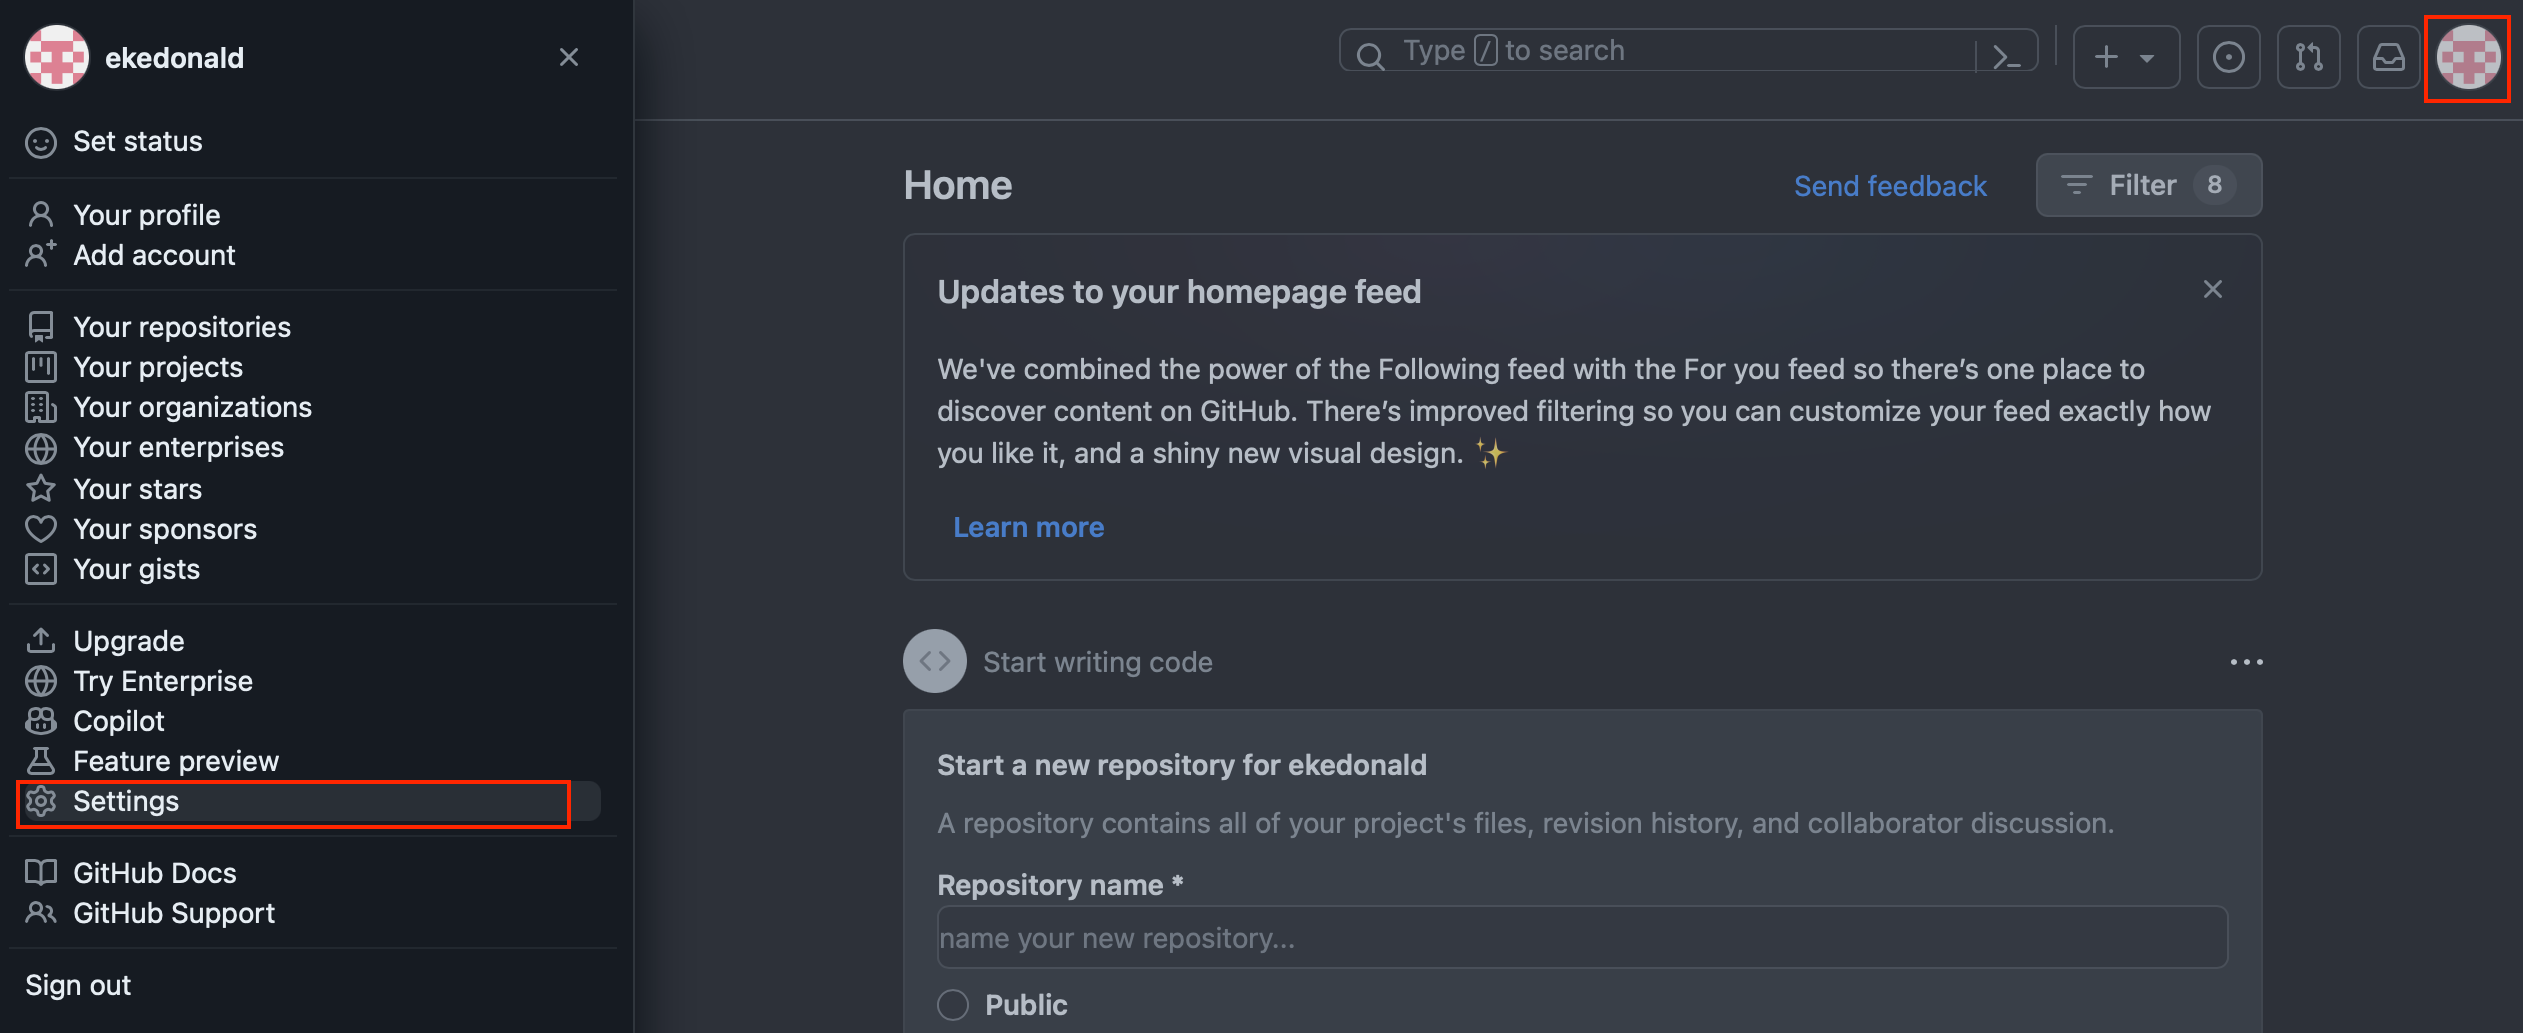 ekedonald
Set status
Your profile
Add account
Your repositories
Your projects
Your organizations
Your enterprises
Your stars
Your sponsors
Your gists
Upgrade
Try Enterprise
Copilot
Feature preview
Settings
GitHub Docs
GitHub Support
Sign out
Type / to search
Home
Send feedback
Filter 8
Updates to your homepage feed
We've combined the power of the Following feed with the For you feed so there’s one place to
discover content on GitHub. There’s improved filtering so you can customize your feed exactly how
you like it, and a shiny new visual design. ✨
Learn more
Start writing code
Start a new repository for ekedonald
A repository contains all of your project's files, revision history, and collaborator discussion.
Repository name *
name your new repository...
Public